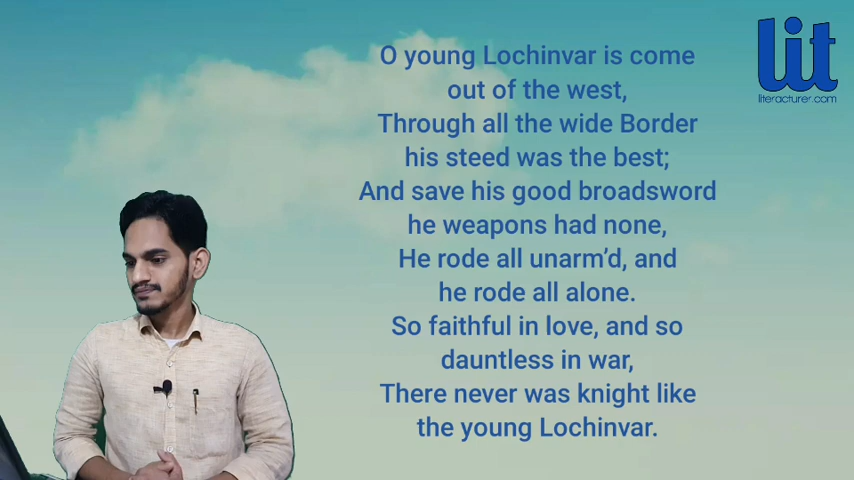 lit
literacturer.com
O young Lochinvar is come
out of the west,
Through all the wide Border
his steed was the best;
And save his good broadsword
he weapons had none,
He rode all unarm’d, and
he rode all alone.
So faithful in love, and so
dauntless in war,
There never was knight like
the young Lochinvar.